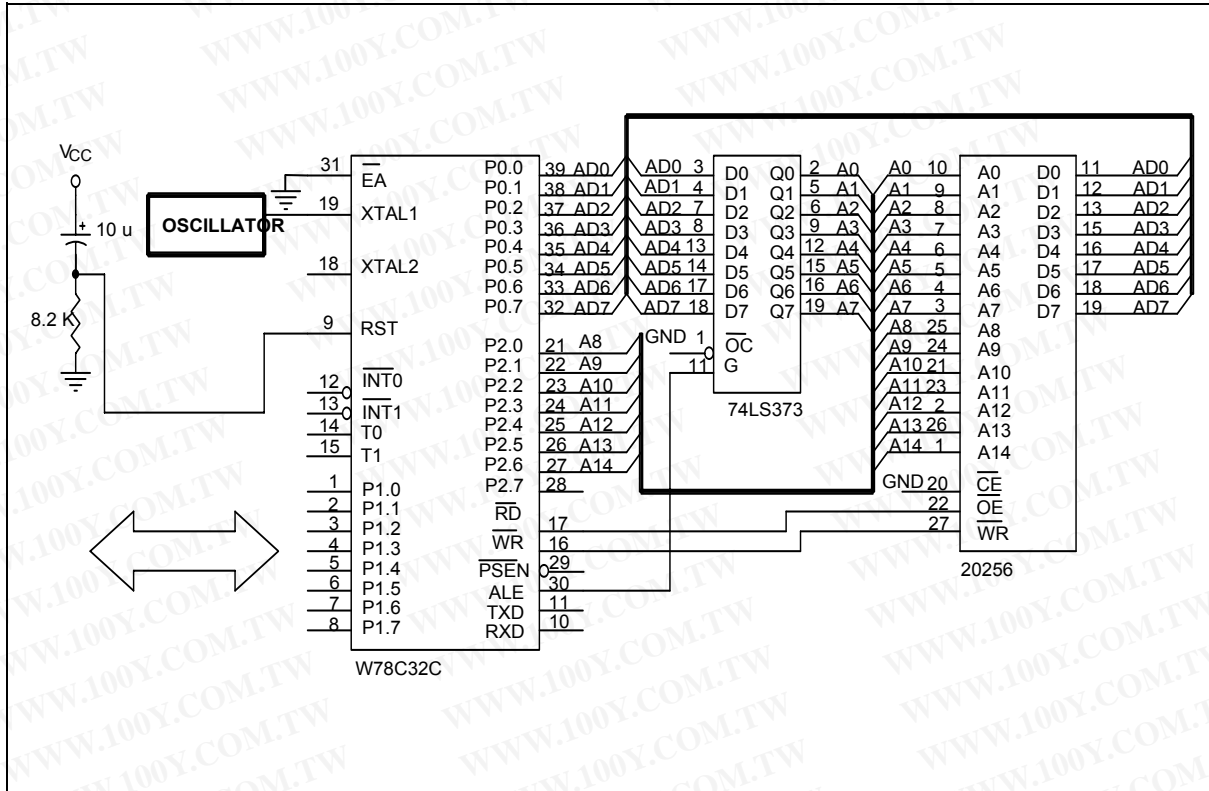 VCC
10 u
8.2 K
OSCILLATOR
31 EA
19 XTAL1
18 XTAL2
9 RST
12 INT0
13 INT1
14 T0
15 T1
1 P1.0
2 P1.1
3 P1.2
4 P1.3
5 P1.4
6 P1.5
7 P1.6
8 P1.7
P0.0 39 AD0
P0.1 38 AD1
P0.2 37 AD2
P0.3 36 AD3
P0.4 35 AD4
P0.5 34 AD5
P0.6 33 AD6
P0.7 32 AD7
P2.0 21 A8
P2.1 22 A9
P2.2 23 A10
P2.3 24 A11
P2.4 25 A12
P2.5 26 A13
P2.6 27 A14
P2.7 28
RD 17
WR 16
PSEN 29
ALE 30
TXD 11
RXD 10
W78C32C
AD0 3 D0 Q0 2 A0
AD1 4 D1 Q1 5 A1
AD2 7 D2 Q2 6 A2
AD3 8 D3 Q3 9 A3
AD4 13 D4 Q4 12 A4
AD5 14 D5 Q5 15 A5
AD6 17 D6 Q6 16 A6
AD7 18 D7 Q7 19 A7
GND 1 OC
11 G
74LS373
A0 10 A0 D0 11 AD0
A1 9 A1 D1 12 AD1
A2 8 A2 D2 13 AD2
A3 7 A3 D3 15 AD3
A4 6 A4 D4 16 AD4
A5 5 A5 D5 17 AD5
A6 4 A6 D6 18 AD6
A7 3 A7 D7 19 AD7
A8 25 A8
A9 24 A9
A10 21 A10
A11 23 A11
A12 2 A12
A13 26 A13
A14 1 A14
GND 20 CE
22 OE
27 WR
20256
WWW.100Y.COM.TW